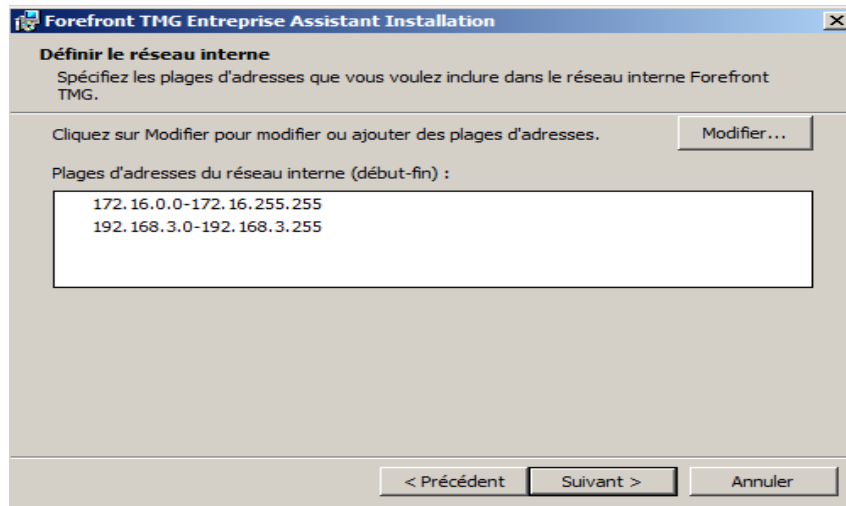 Forefront TMG Entreprise Assistant Installation
Définir le réseau interne
Spécifiez les plages d'adresses que vous voulez inclure dans le réseau interne Forefront
TMG.
Cliquez sur Modifier pour modifier ou ajouter des plages d'adresses.
Modifier...
Plages d'adresses du réseau interne (début-fin) :
172.16.0.0-172.16.255.255
192.168.3.0-192.168.3.255
< Précédent
Suivant >
Annuler